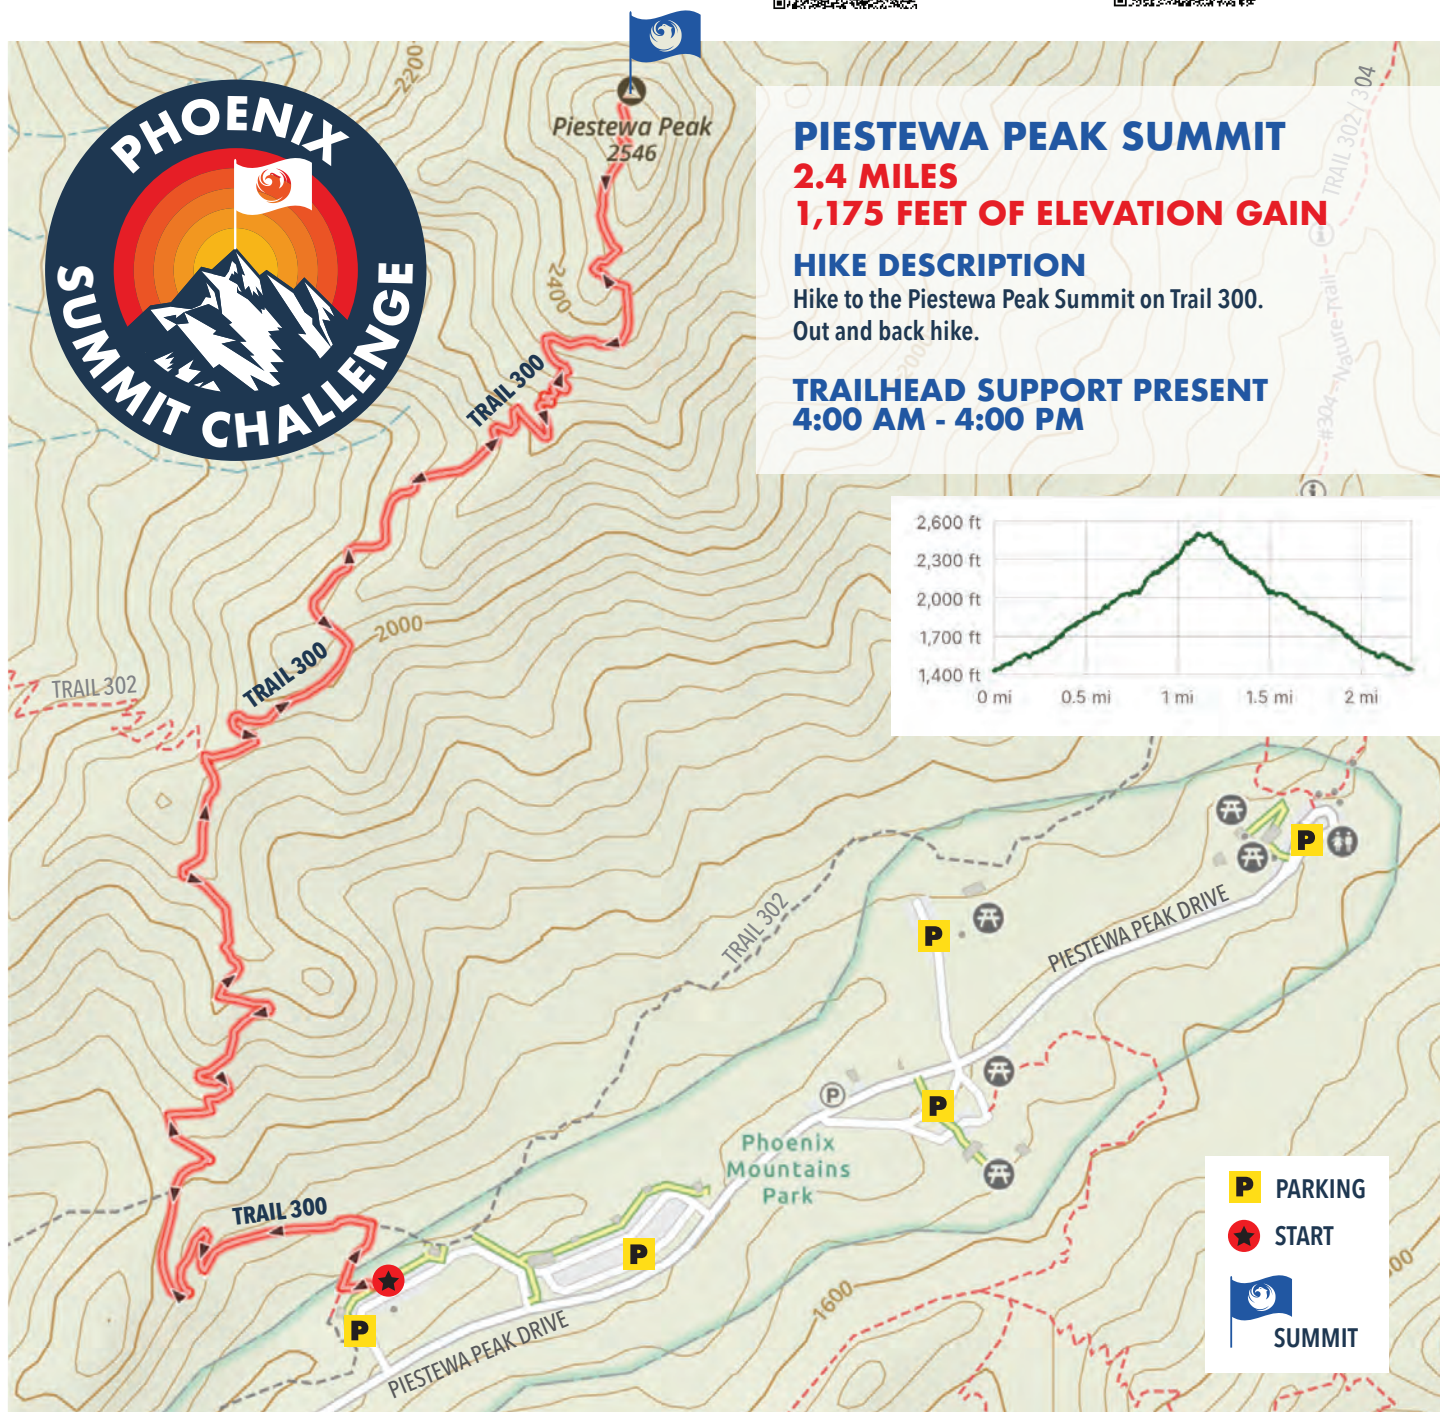 PHOENIX
SUMMIT CHALLENGE
2200
Piestewa Peak
2546
2400
TRAIL 302 / 304
PIESTEWA PEAK SUMMIT
2.4 MILES
1,175 FEET OF ELEVATION GAIN
HIKE DESCRIPTION
Hike to the Piestewa Peak Summit on Trail 300.
Out and back hike.
2000
#304 - Nature Trail
TRAILHEAD SUPPORT PRESENT
4:00 AM - 4:00 PM
TRAIL 300
2,600 ft
2,300 ft
2,000 ft
1,700 ft
1,400 ft
0 mi
0.5 mi
1 mi
1.5 mi
2 mi
2000
TRAIL 300
TRAIL 302
P
P
TRAIL 302
PIESTEWA PEAK DRIVE
P
P
Phoenix
Mountains
Park
TRAIL 300
P
P
PIESTEWA PEAK DRIVE
1600
P PARKING
START
SUMMIT